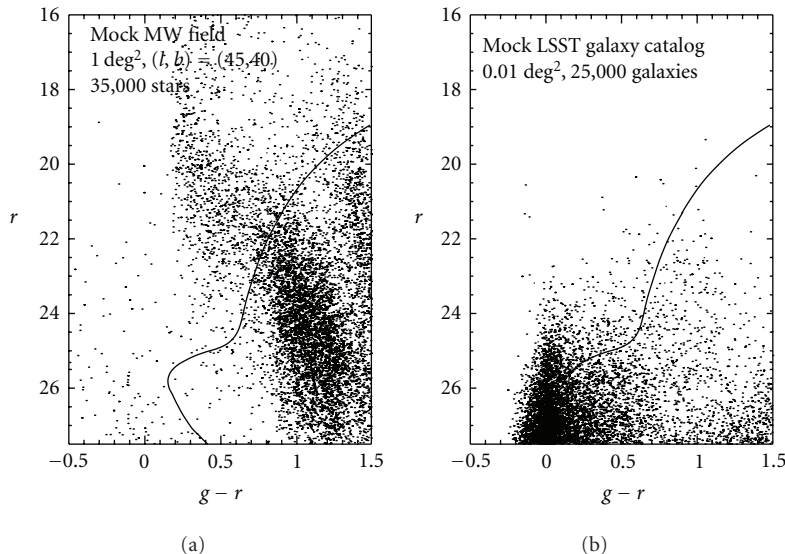 16
18
20
22
24
26
r
−0.5
0
0.5
1
1.5
g − r
Mock MW field
1 deg², (l, b) = (45,40)
35,000 stars
(a)
16
18
20
22
24
26
r
−0.5
0
0.5
1
1.5
g − r
Mock LSST galaxy catalog
0.01 deg², 25,000 galaxies
(b)